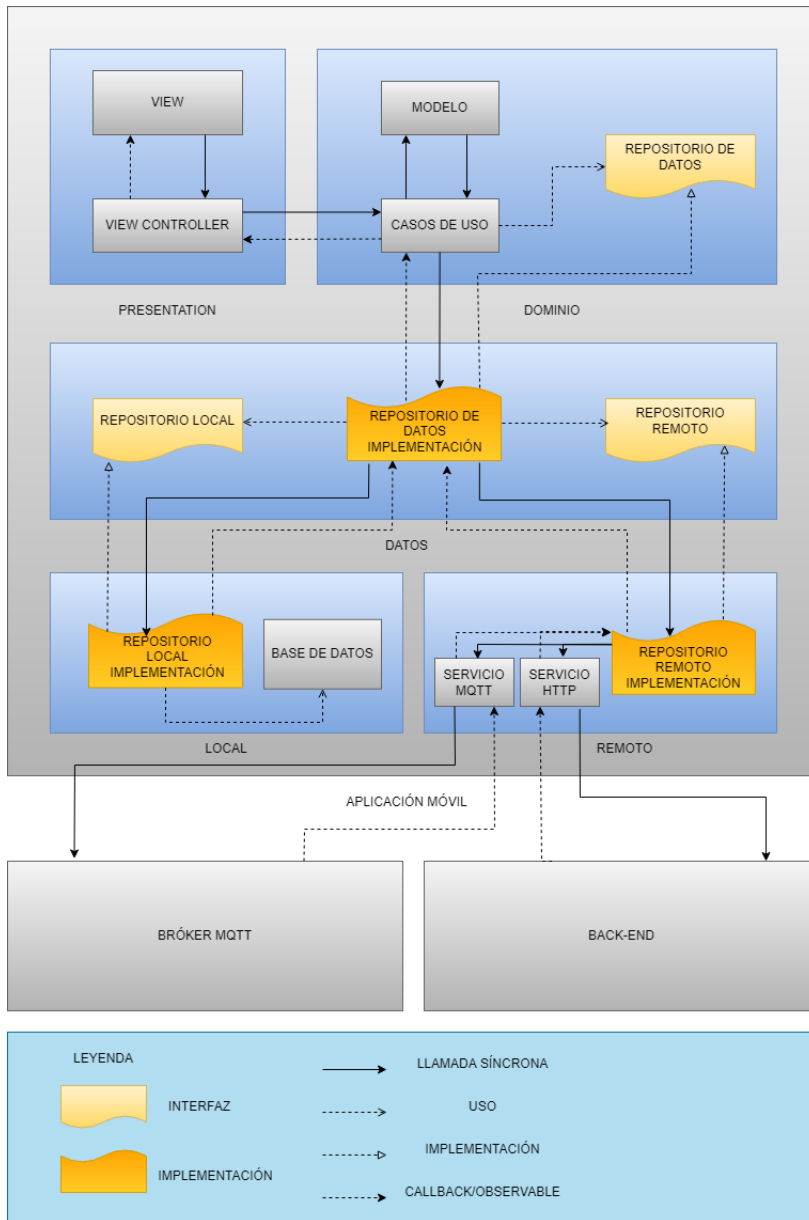 VIEW
MODELO
REPOSITORIO DE
DATOS
VIEW CONTROLLER
CASOS DE USO
PRESENTATION
DOMINIO
REPOSITORIO LOCAL
REPOSITORIO DE
DATOS
IMPLEMENTACIÓN
REPOSITORIO
REMOTO
DATOS
REPOSITORIO
LOCAL
IMPLEMENTACIÓN
BASE DE DATOS
SERVICIO
MQTT
SERVICIO
HTTP
REPOSITORIO
REMOTO
IMPLEMENTACIÓN
LOCAL
REMOTO
APLICACIÓN MÓVIL
BRÓKER MQTT
BACK-END
LEYENDA
LLAMADA SÍNCRONA
INTERFAZ
USO
IMPLEMENTACIÓN
IMPLEMENTACIÓN
CALLBACK/OBSERVABLE